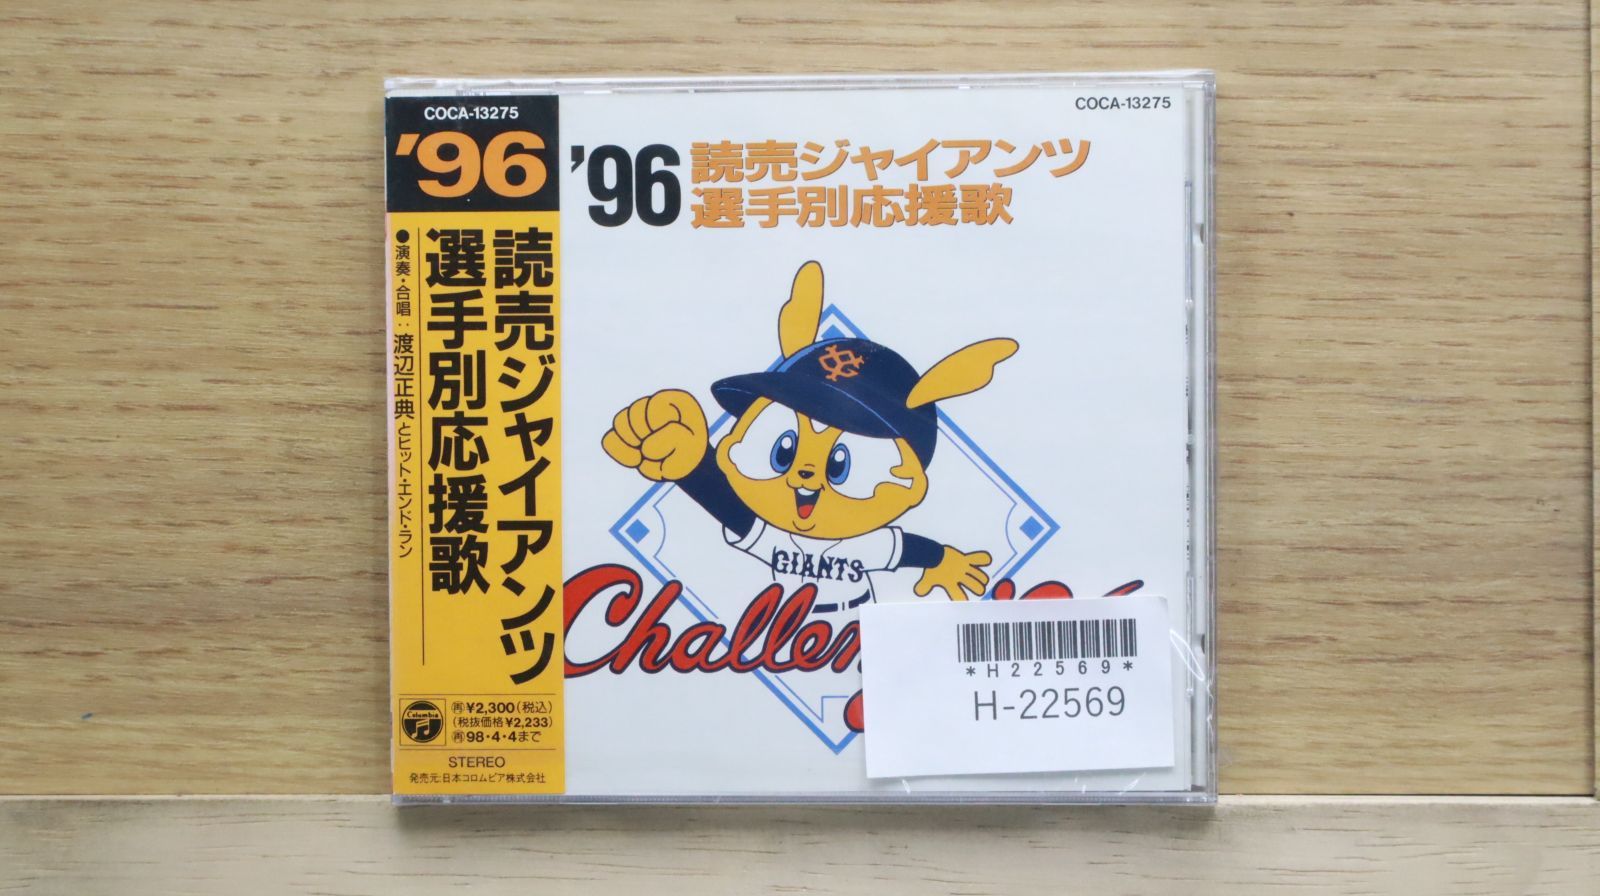 COCA-13275
'96
読売ジャイアンツ
選手別応援歌
●演奏・合唱：渡辺正典とヒット・エンド・ラン
Columbia
再¥2,300(税込)
(税抜価格¥2,233)
再98・4・4まで
STEREO
発売元:日本コロムビア株式会社
COCA-13275
'96
読売ジャイアンツ
選手別応援歌
GIANTS
*H22569*
H-22569